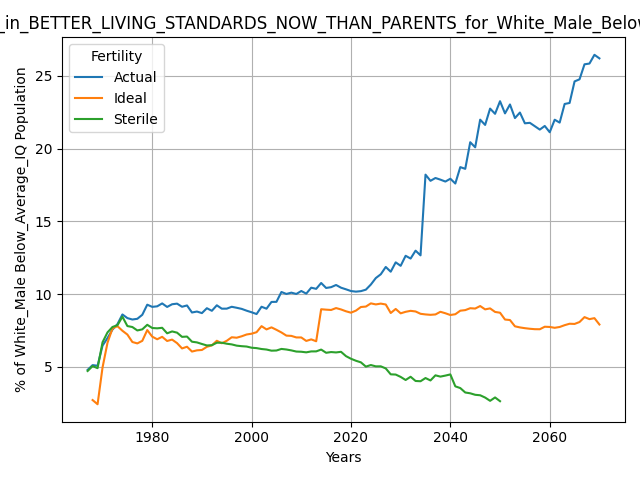 _in_BETTER_LIVING_STANDARDS_NOW_THAN_PARENTS_for_White_Male_Below
Fertility
Actual
Ideal
Sterile
% of White_Male Below_Average_IQ Population
25
20
15
10
5
1980 2000 2020 2040 2060
Years